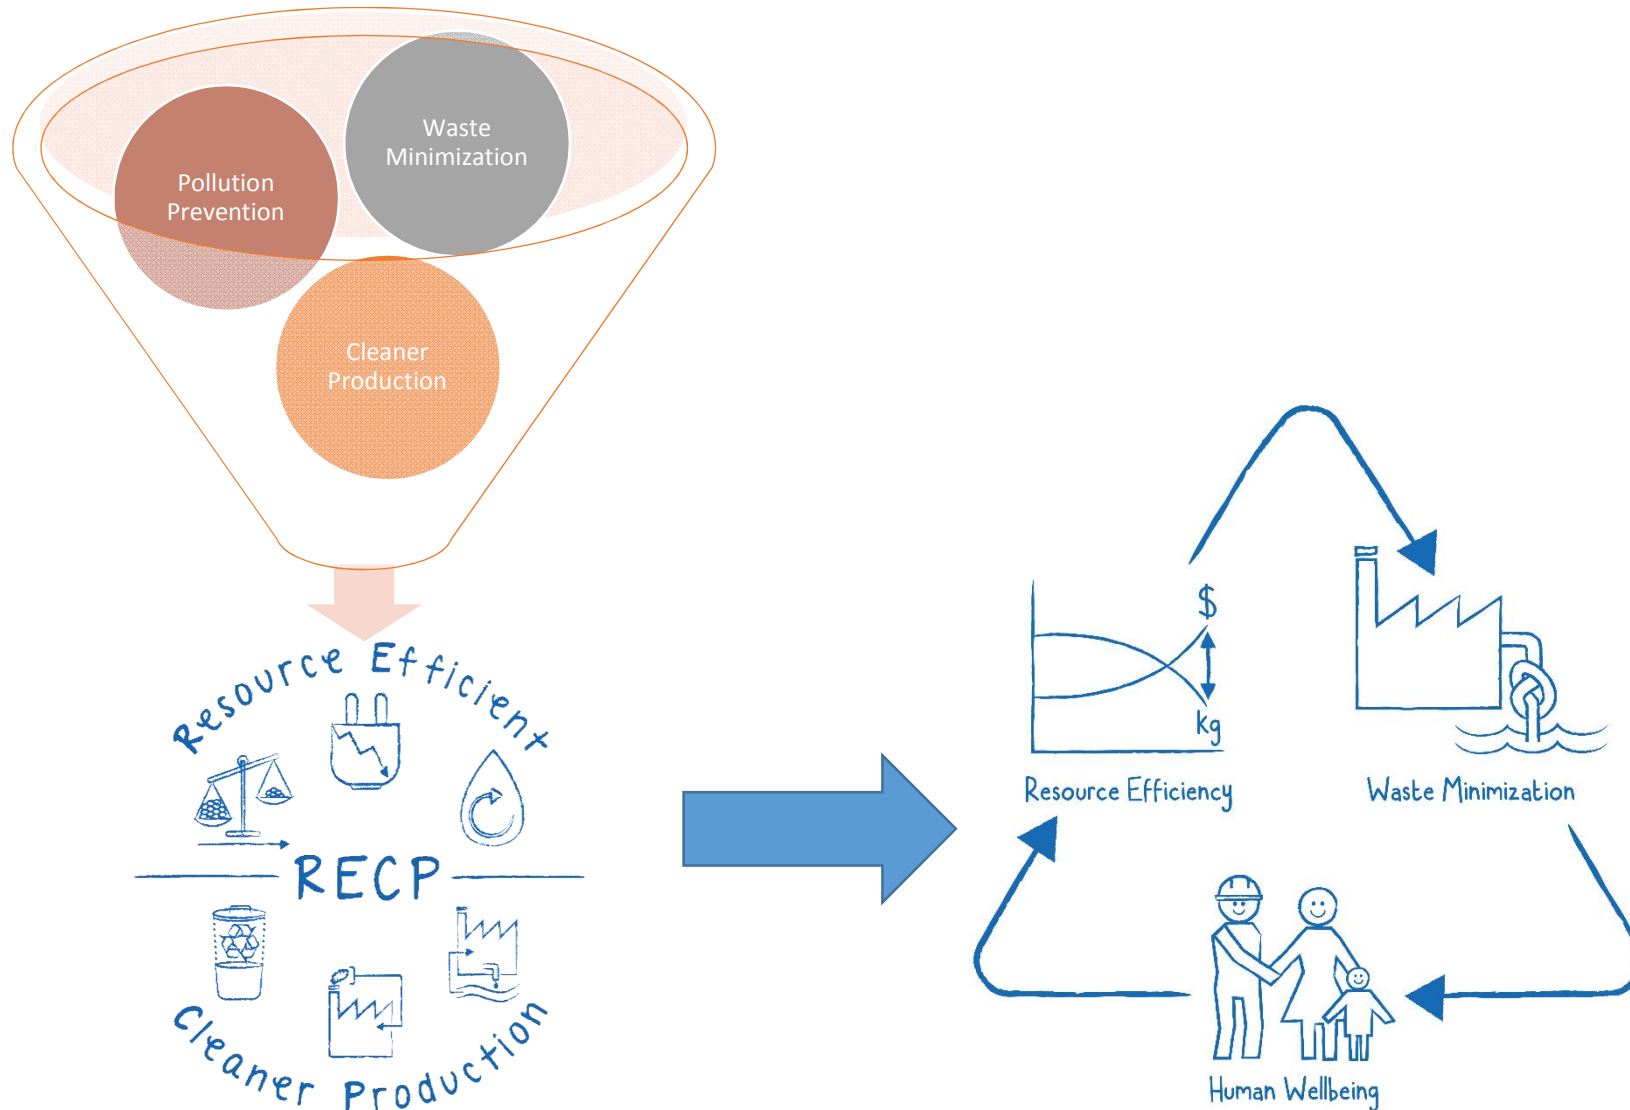 Waste
Minimization
Pollution
Prevention
Cleaner
Production
Resource Efficient
RECP
Cleaner Production
$
kg
Resource Efficiency
Waste Minimization
Human Wellbeing